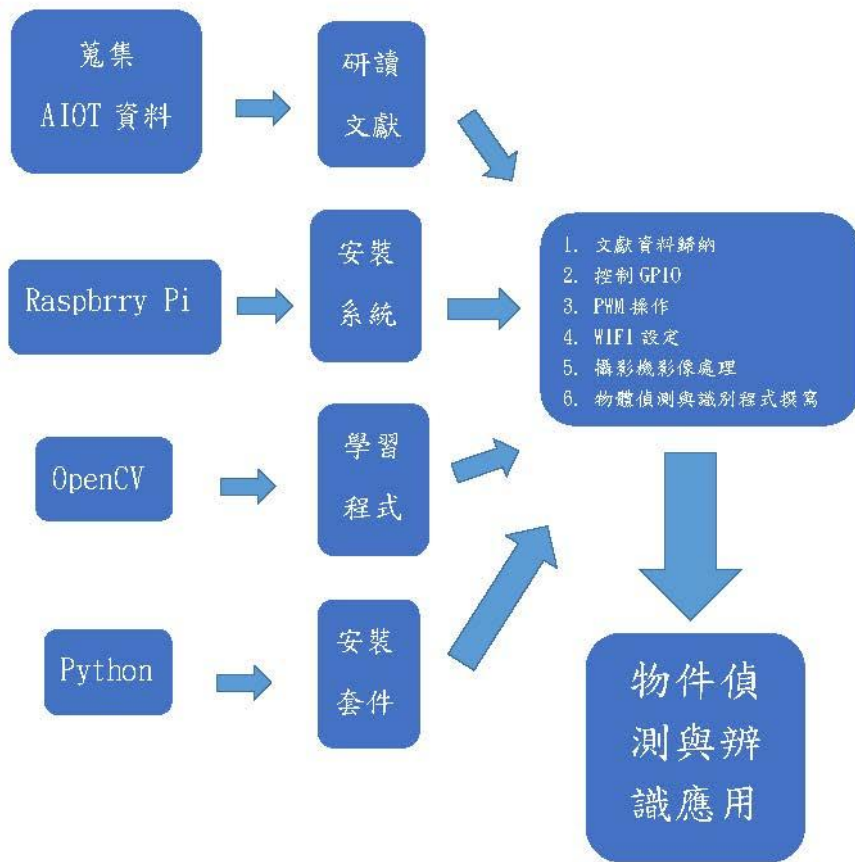 蒐集
AIOT 資料
研讀
文獻
Raspbrry Pi
安裝
系統
1. 文獻資料歸納
2. 控制 GPIO
3. PWM 操作
4. WIFI 設定
5. 攝影機影像處理
6. 物體偵測與識別程式撰寫
OpenCV
學習
程式
Python
安裝
套件
物件偵
測與辨
識應用